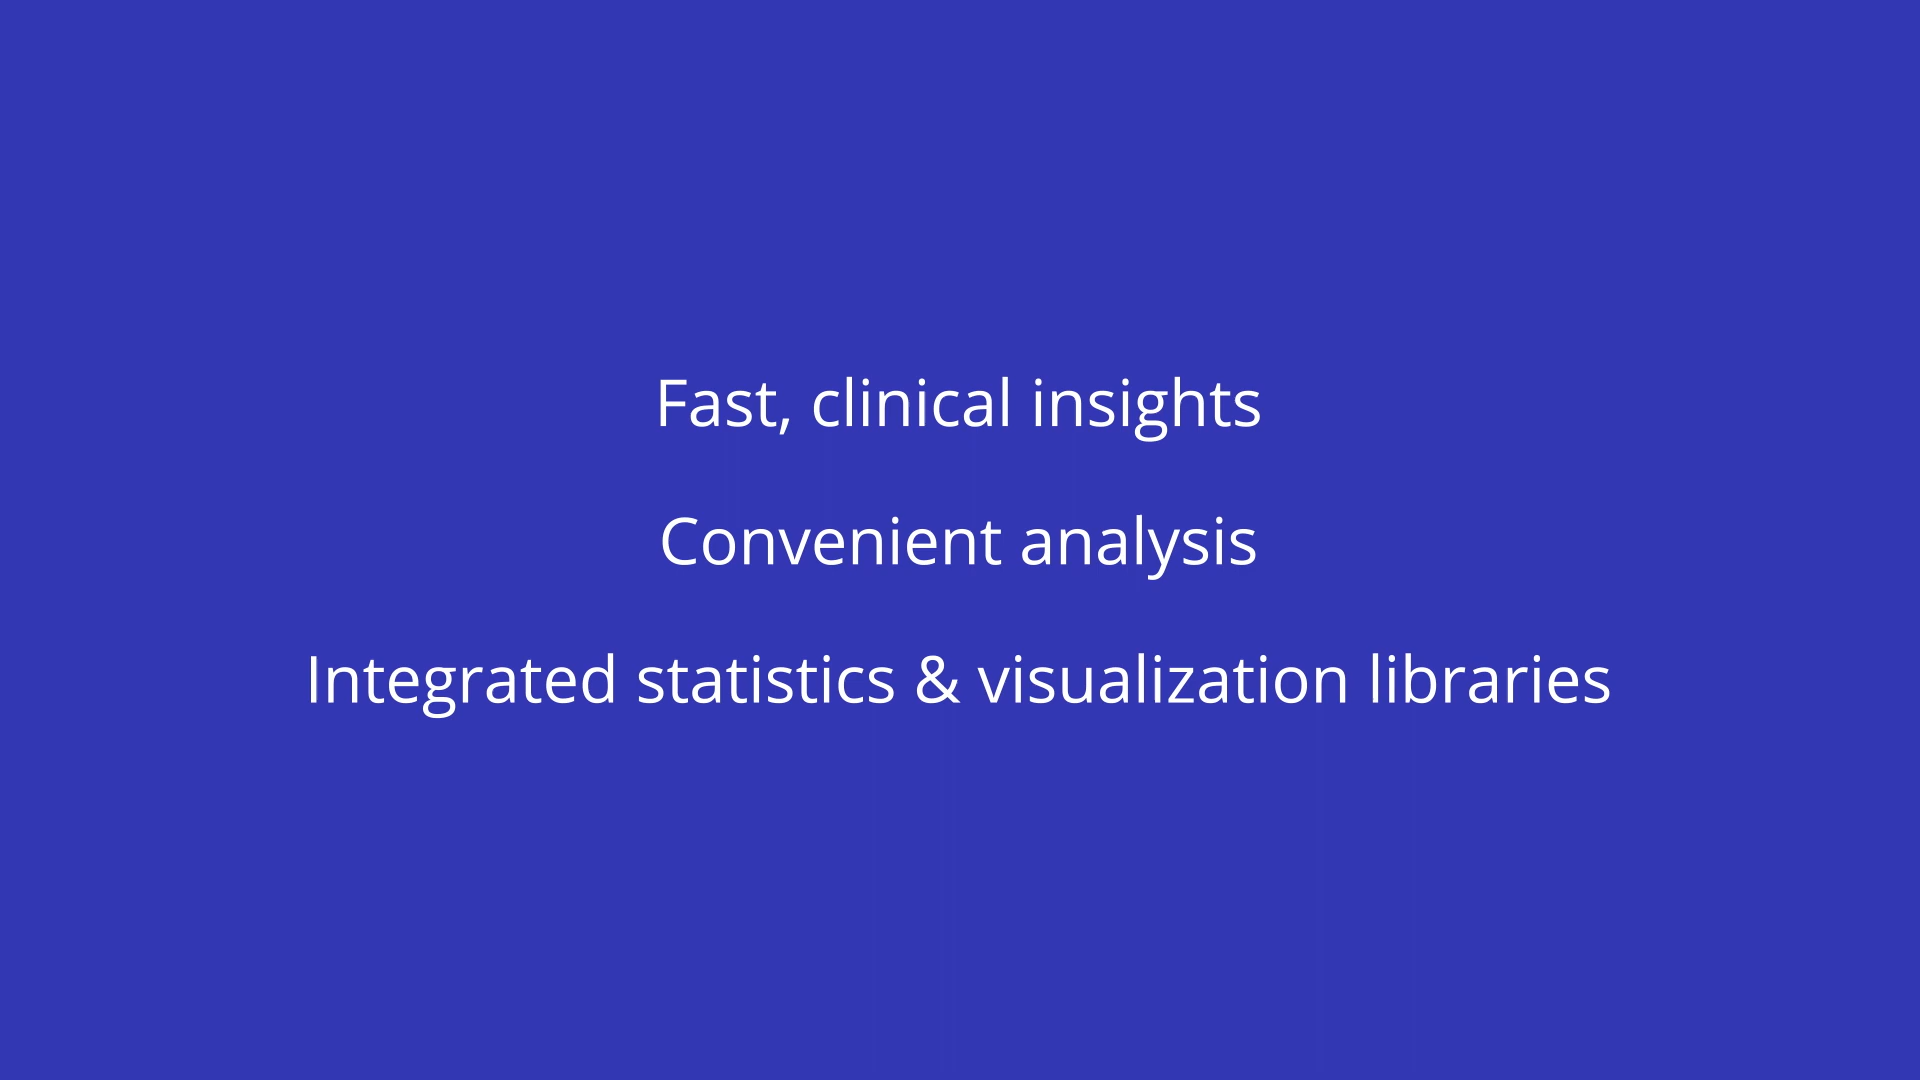 Fast, clinical insights
Convenient analysis
Integrated statistics & visualization libraries